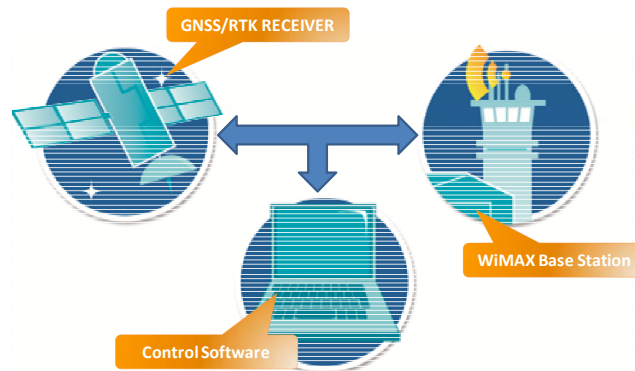 GNSS/RTK RECEIVER
WiMAX Base Station
Control Software